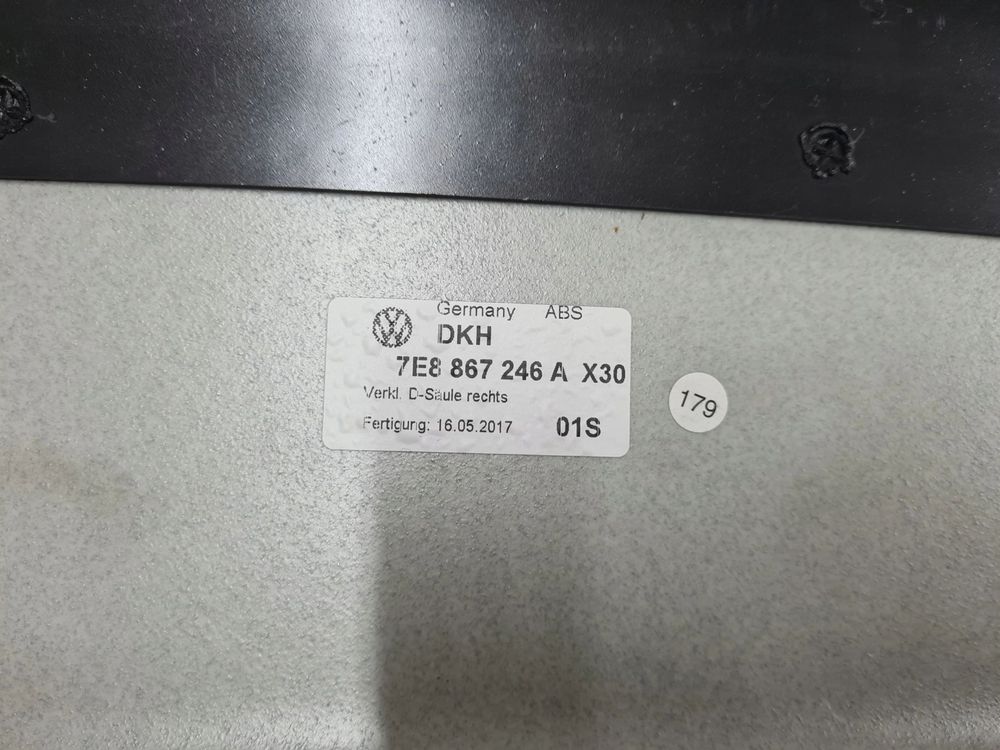 Germany ABS
DKH
7E8 867 246 A X30
Verkl. D-Säule rechts
Fertigung: 16.05.2017 01S
179